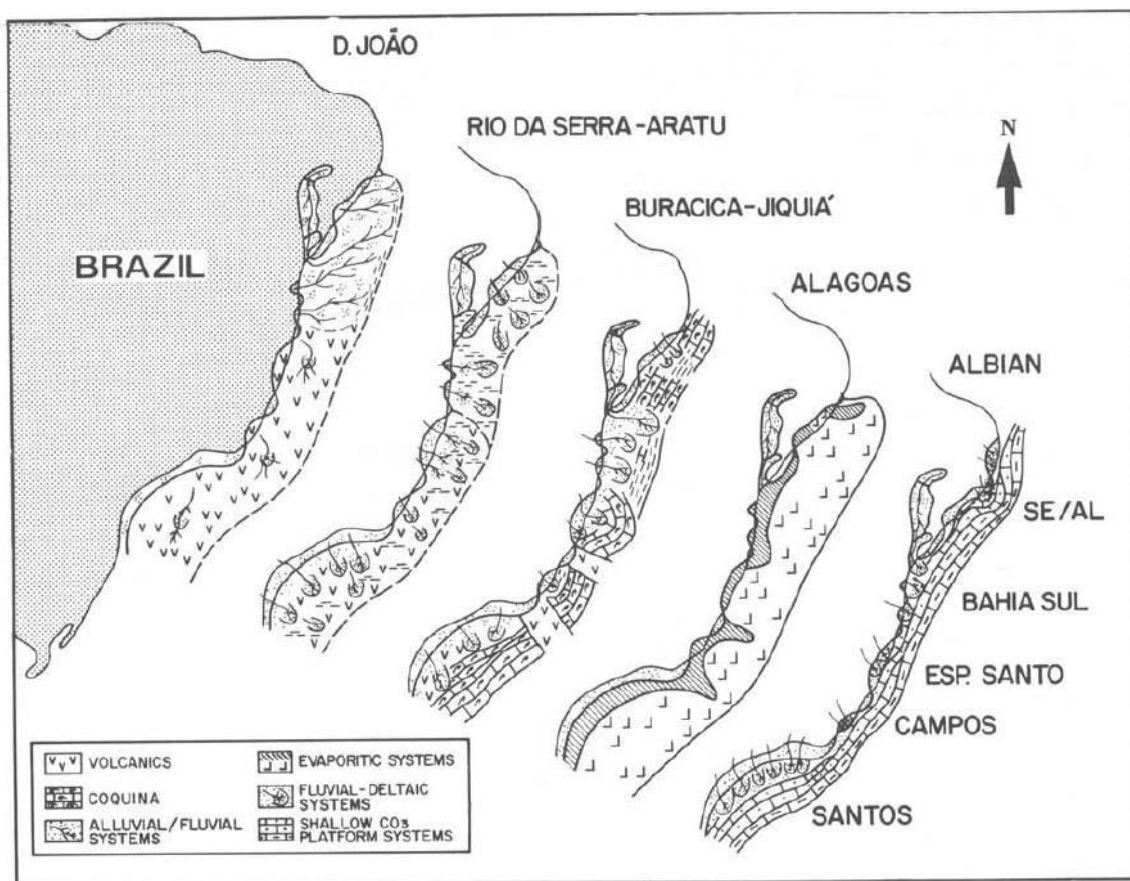 D. JOÃO
RIO DA SERRA-ARATU
N
BURACICA-JIQUIÁ
BRAZIL
ALAGOAS
ALBIAN
SE/AL
BAHIA SUL
ESP. SANTO
CAMPOS
SANTOS
VOLCANICS
COQUINA
ALLUVIAL/FLUVIAL
SYSTEMS
EVAPORITIC SYSTEMS
FLUVIAL-DELTAIC
SYSTEMS
SHALLOW CO₃
PLATFORM SYSTEMS